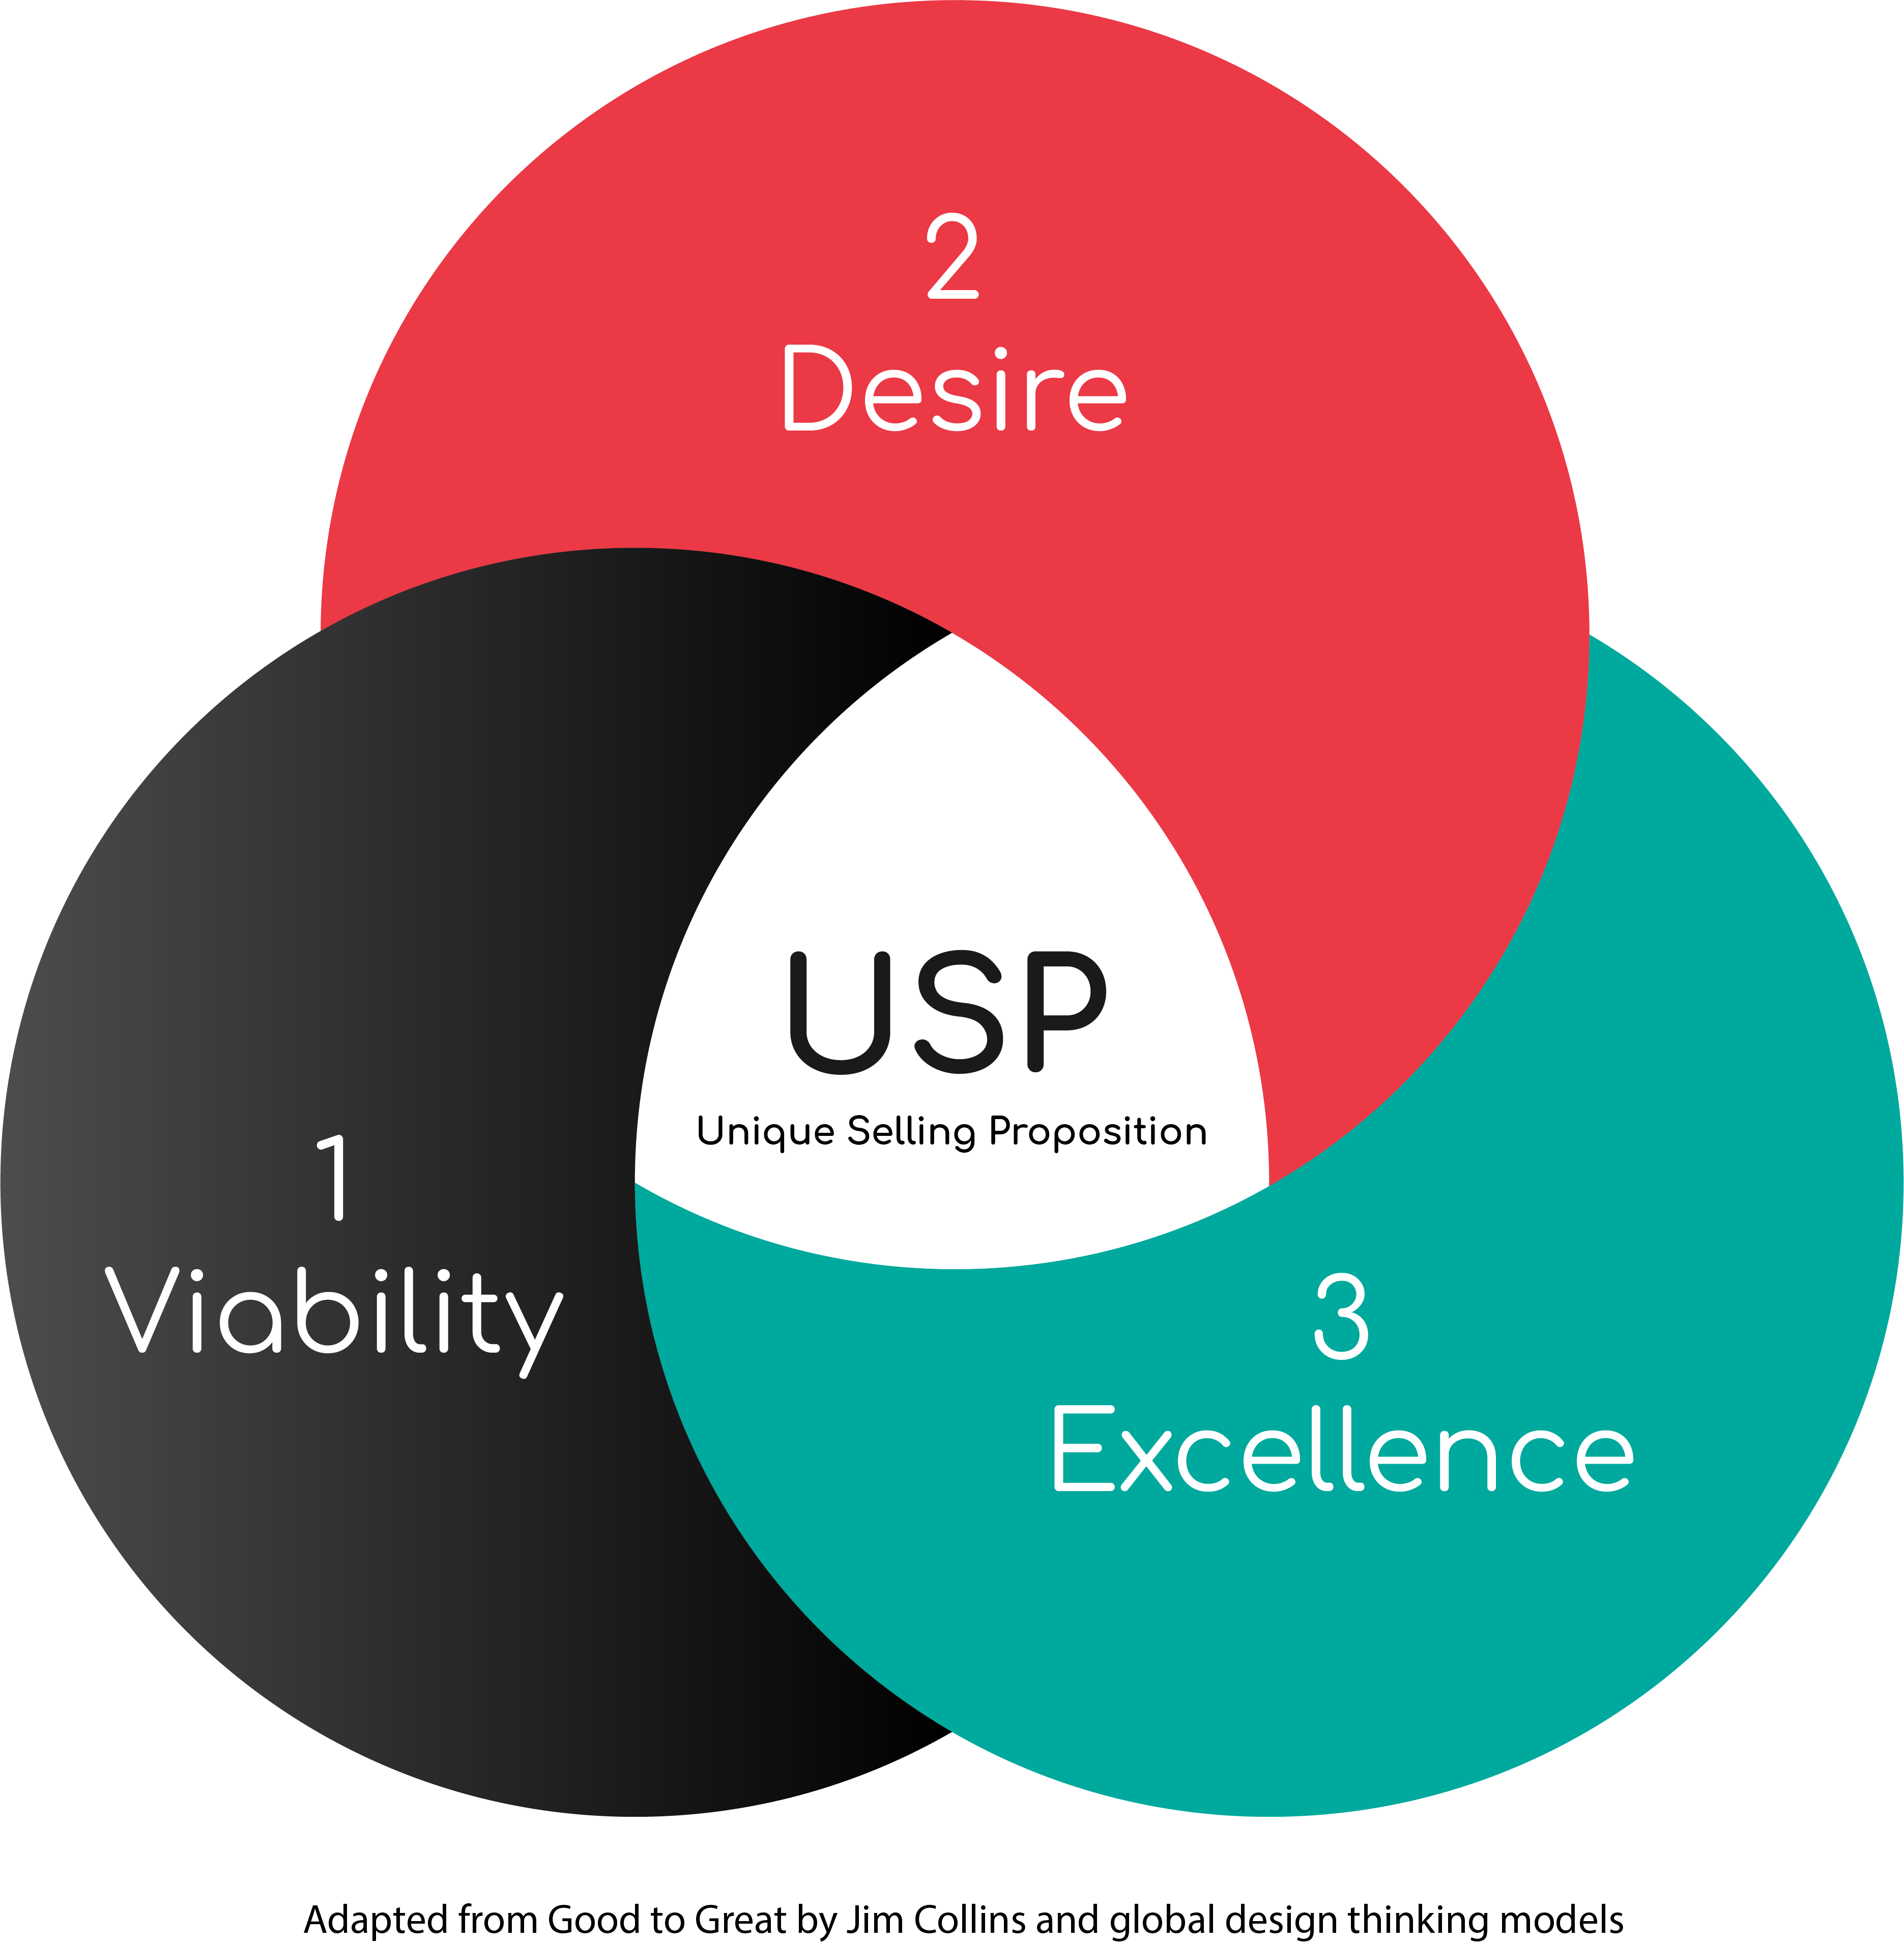 2
Desire
USP
Unique Selling Proposition
1
Viability
3
Excellence
Adapted from Good to Great by Jim Collins and global design thinking models